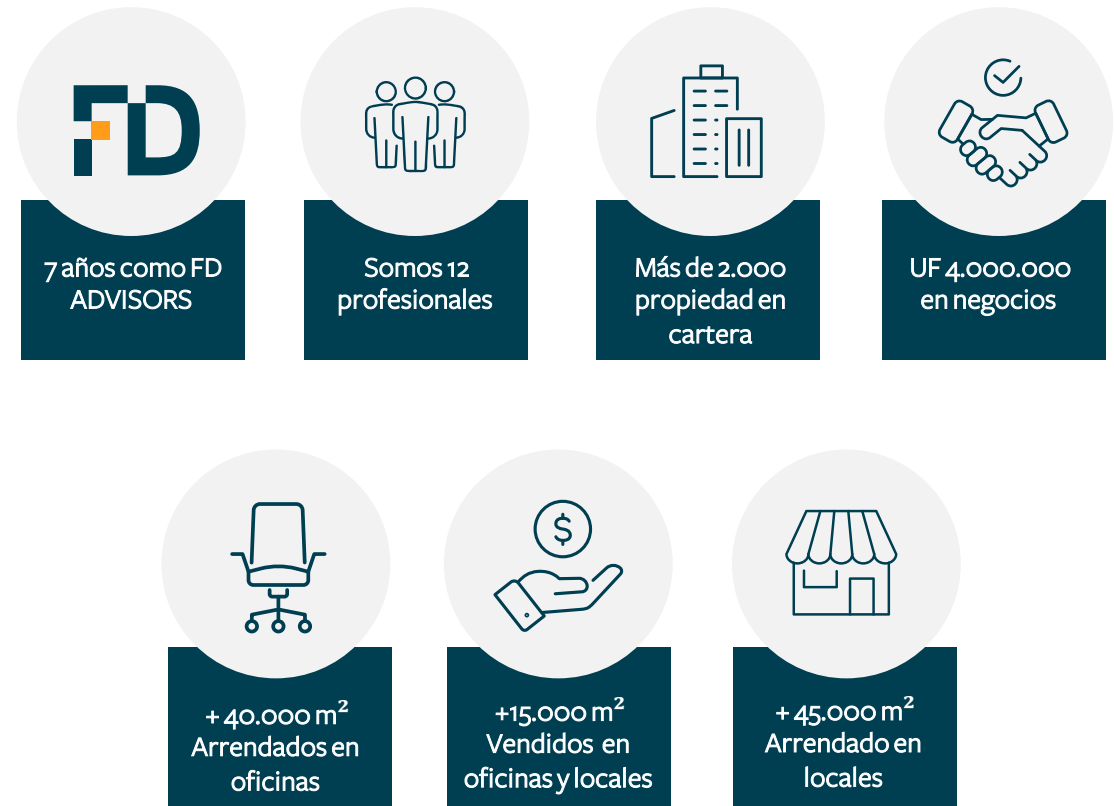 FD
7 años como FD
ADVISORS
Somos 12
profesionales
Más de 2.000
propiedad en
cartera
UF 4.000.000
en negocios
$
+ 40.000 m²
Arrendados en
oficinas
+15.000 m²
Vendidos en
oficinas y locales
+ 45.000 m²
Arrendado en
locales